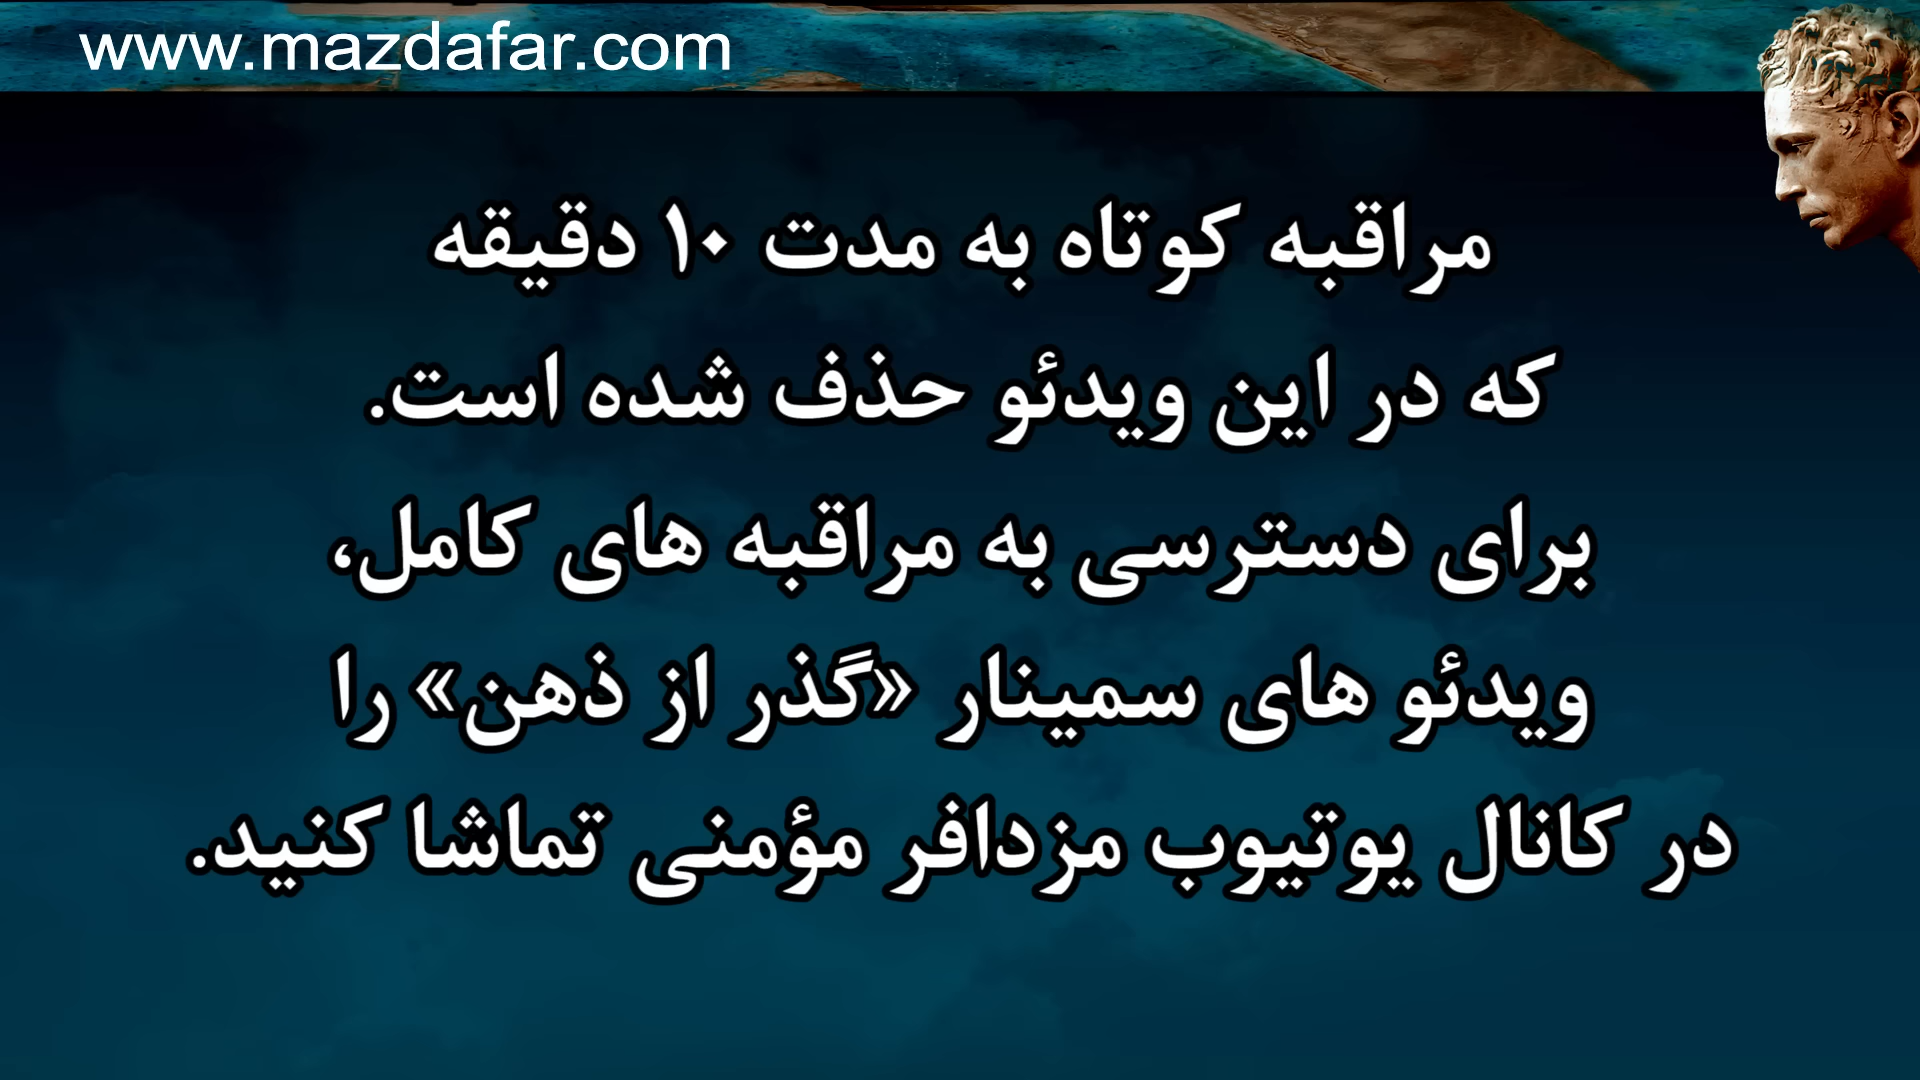 www.mazdafar.com
مراقبه کوتاه به مدت ۱۰ دقیقه
که در این ویدئو حذف شده است.
برای دسترسی به مراقبه های کامل،
ویدئو های سمینار «گذر از ذهن» را
در کانال یوتیوب مزدافر مؤمنی تماشا کنید.